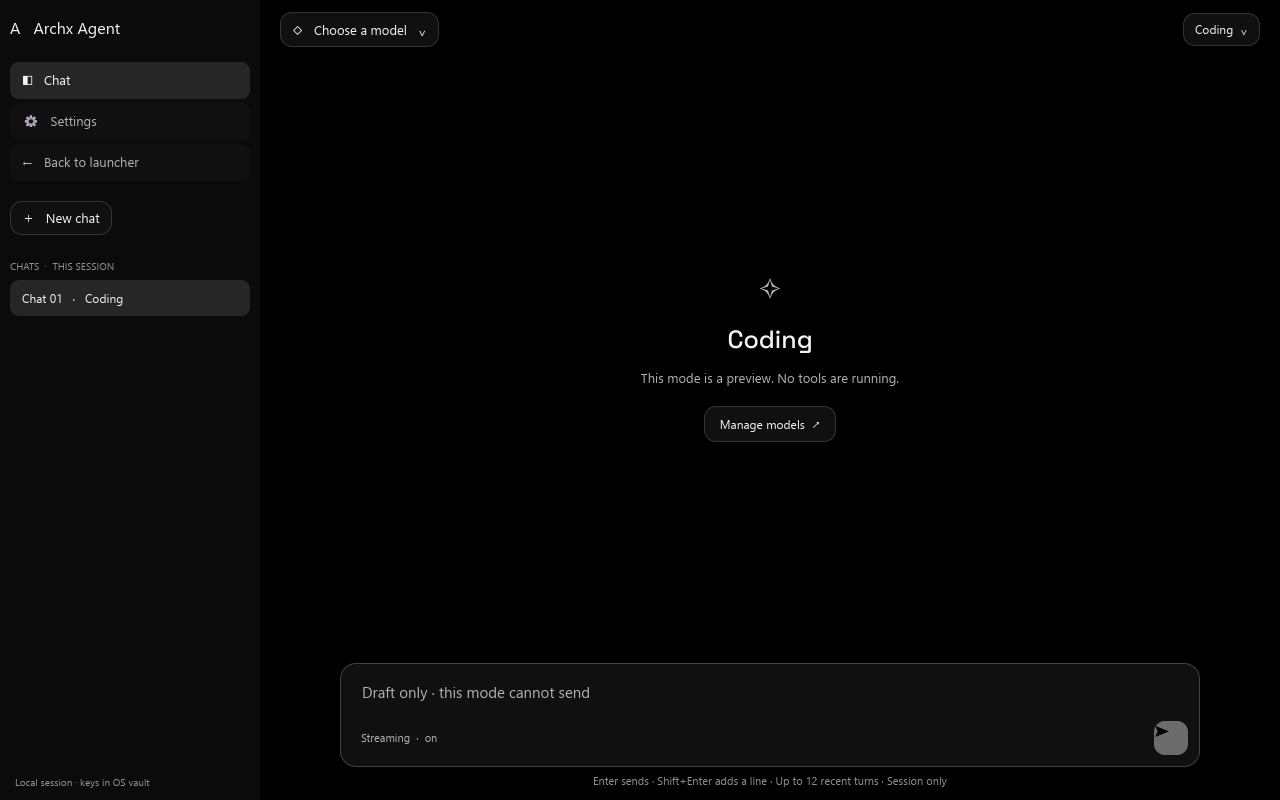 A Archx Agent
Chat
Settings
← Back to launcher
+ New chat
CHATS · THIS SESSION
Chat 01 · Coding
Local session · keys in OS vault
Choose a model
Coding
Coding
This mode is a preview. No tools are running.
Manage models ↗
Draft only · this mode cannot send
Streaming · on
Enter sends · Shift+Enter adds a line · Up to 12 recent turns · Session only